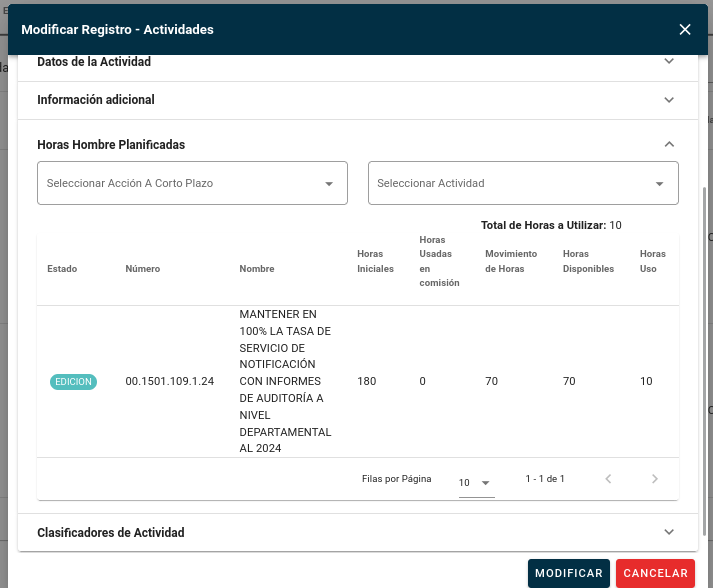 Modificar Registro - Actividades
Datos de la Actividad
Información adicional
Horas Hombre Planificadas
Seleccionar Acción A Corto Plazo
Seleccionar Actividad
Total de Horas a Utilizar: 10
Estado
Número
Nombre
Horas
Iniciales
Horas
Usadas
en
comisión
Movimiento
de Horas
Horas
Disponibles
Horas
Uso
EDICION
00.1501.109.1.24
MANTENER EN
100% LA TASA DE
SERVICIO DE
NOTIFICACIÓN
CON INFORMES
DE AUDITORÍA A
NIVEL
DEPARTAMENTAL
AL 2024
180
0
70
70
10
Filas por Página
10
1 - 1 de 1
Clasificadores de Actividad
MODIFICAR
CANCELAR